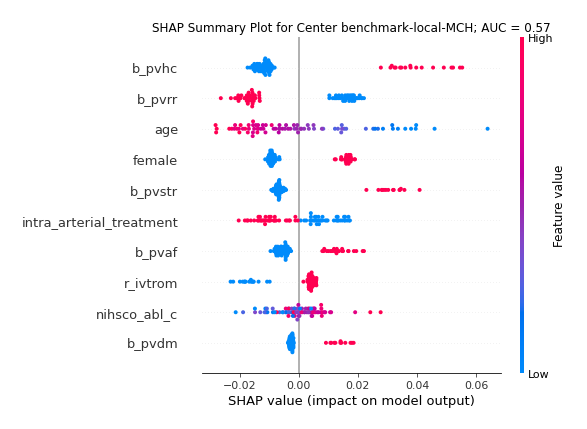 SHAP Summary Plot for Center benchmark-local-MCH; AUC = 0.57
High
b_pvhc
b_pvrr
age
female
b_pvstr
intra_arterial_treatment
b_pvaf
r_ivtrom
nihsco_abl_c
b_pvdm
Feature value
Low
−0.02 0.00 0.02 0.04 0.06
SHAP value (impact on model output)